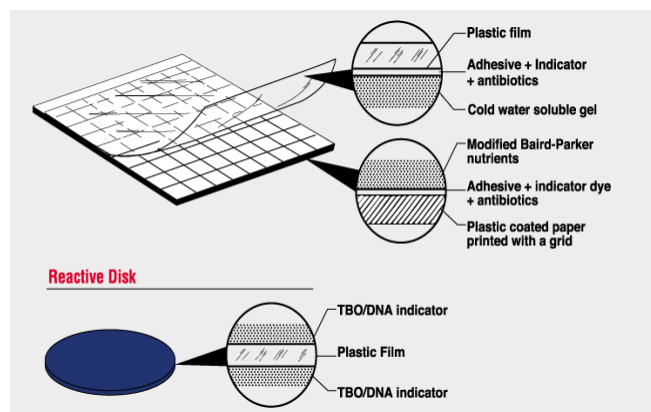 Plastic film
Adhesive + Indicator
+ antibiotics
Cold water soluble gel
Modified Baird-Parker
nutrients
Adhesive + indicator dye
+ antibiotics
Plastic coated paper
printed with a grid
Reactive Disk
TBO/DNA indicator
Plastic Film
TBO/DNA indicator